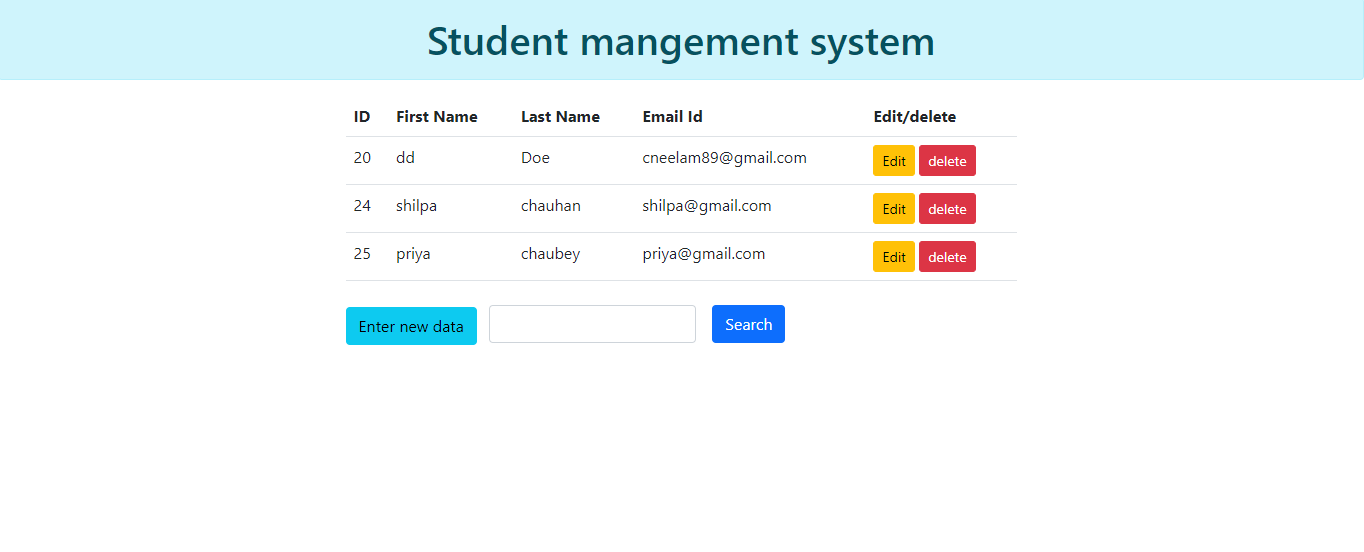 Student mangement system
ID First Name Last Name Email Id Edit/delete
20 dd Doe cneelam89@gmail.com Edit delete
24 shilpa chauhan shilpa@gmail.com Edit delete
25 priya chaubey priya@gmail.com Edit delete
Enter new data Search